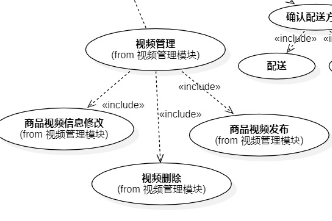 确认配送方
«include»
视频管理
(from 视频管理模块)
配送
«include»
«include»
«include»
商品视频信息修改
(from 视频管理模块)
商品视频发布
(from 视频管理模块)
视频删除
(from 视频管理模块)